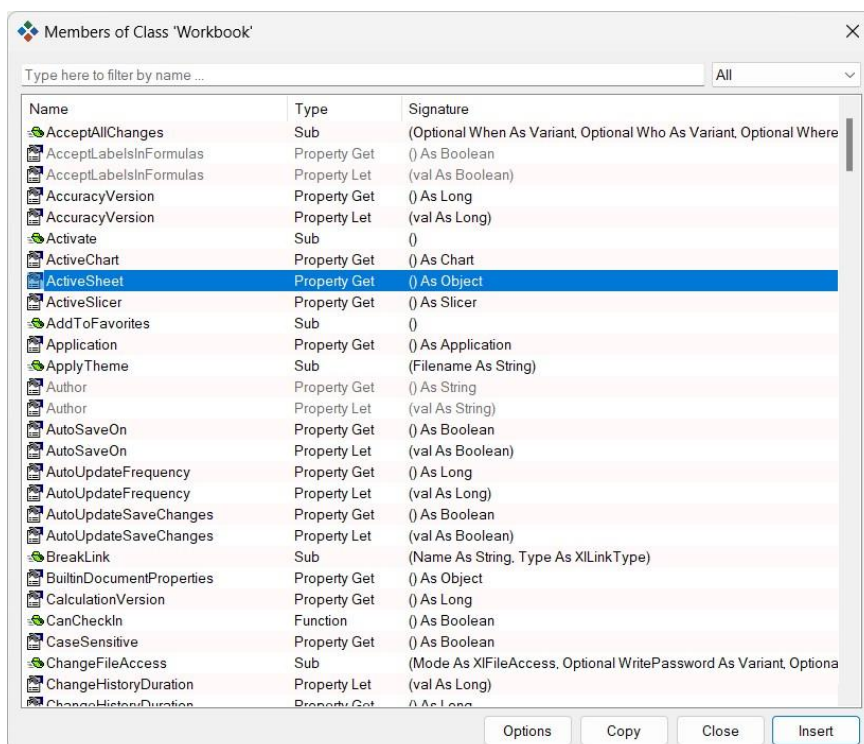 Members of Class 'Workbook'
Type here to filter by name ... All
Name Type Signature
AcceptAllChanges Sub (Optional When As Variant, Optional Who As Variant, Optional Where
AcceptLabelsInFormulas Property Get () As Boolean
AcceptLabelsInFormulas Property Let (val As Boolean)
AccuracyVersion Property Get () As Long
AccuracyVersion Property Let (val As Long)
Activate Sub ()
ActiveChart Property Get () As Chart
ActiveSheet Property Get () As Object
ActiveSlicer Property Get () As Slicer
AddToFavorites Sub ()
Application Property Get () As Application
ApplyTheme Sub (Filename As String)
Author Property Get () As String
Author Property Let (val As String)
AutoSaveOn Property Get () As Boolean
AutoSaveOn Property Let (val As Boolean)
AutoUpdateFrequency Property Get () As Long
AutoUpdateFrequency Property Let (val As Long)
AutoUpdateSaveChanges Property Get () As Boolean
AutoUpdateSaveChanges Property Let (val As Boolean)
BreakLink Sub (Name As String, Type As XlLinkType)
BuiltinDocumentProperties Property Get () As Object
CalculationVersion Property Get () As Long
CanCheckIn Function () As Boolean
CaseSensitive Property Get () As Boolean
ChangeFileAccess Sub (Mode As XlFileAccess, Optional WritePassword As Variant, Optiona
ChangeHistoryDuration Property Let (val As Long)
ChangeHistoryDuration Property Get () As Long
Options Copy Close Insert